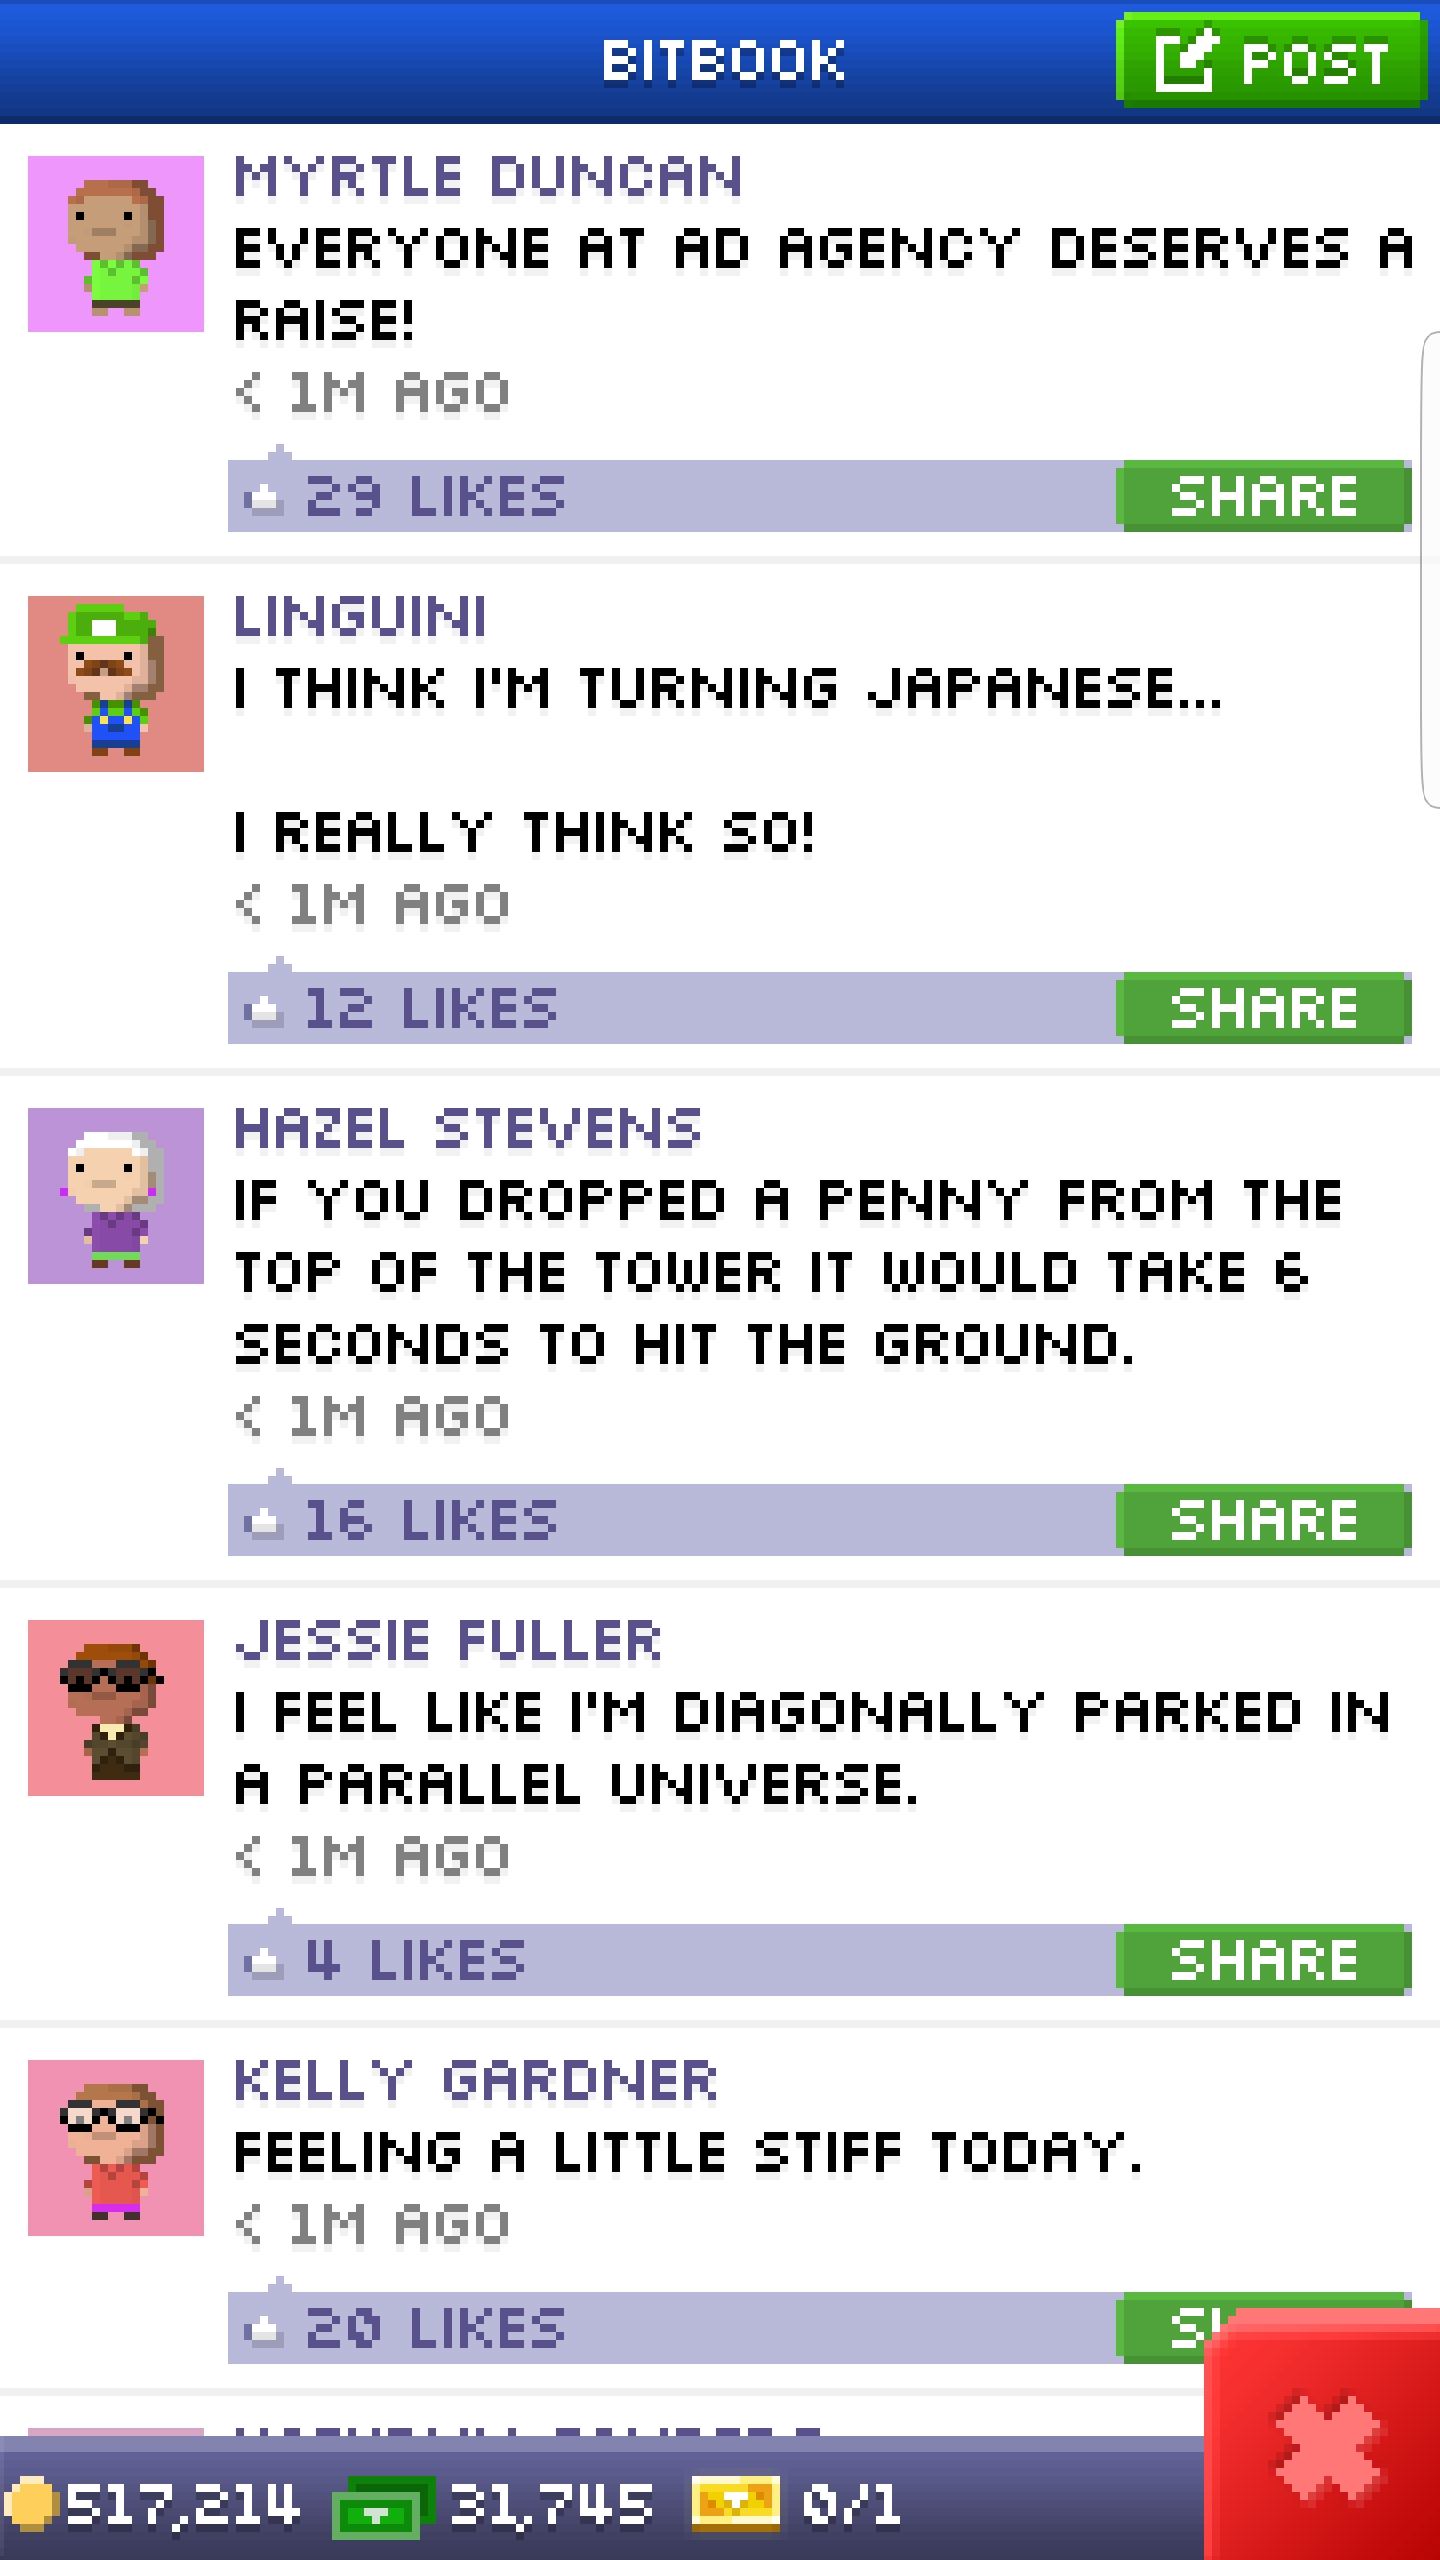 BITBOOK
POST
MYRTLE DUNCAN
EVERYONE AT AD AGENCY DESERVES A
RAISE!
< 1M AGO
29 LIKES
SHARE
LINGUINI
I THINK I'M TURNING JAPANESE...
I REALLY THINK SO!
< 1M AGO
12 LIKES
SHARE
HAZEL STEVENS
IF YOU DROPPED A PENNY FROM THE
TOP OF THE TOWER IT WOULD TAKE 6
SECONDS TO HIT THE GROUND.
< 1M AGO
16 LIKES
SHARE
JESSIE FULLER
I FEEL LIKE I'M DIAGONALLY PARKED IN
A PARALLEL UNIVERSE.
< 1M AGO
4 LIKES
SHARE
KELLY GARDNER
FEELING A LITTLE STIFF TODAY.
< 1M AGO
20 LIKES
517,214
31,745
0/1